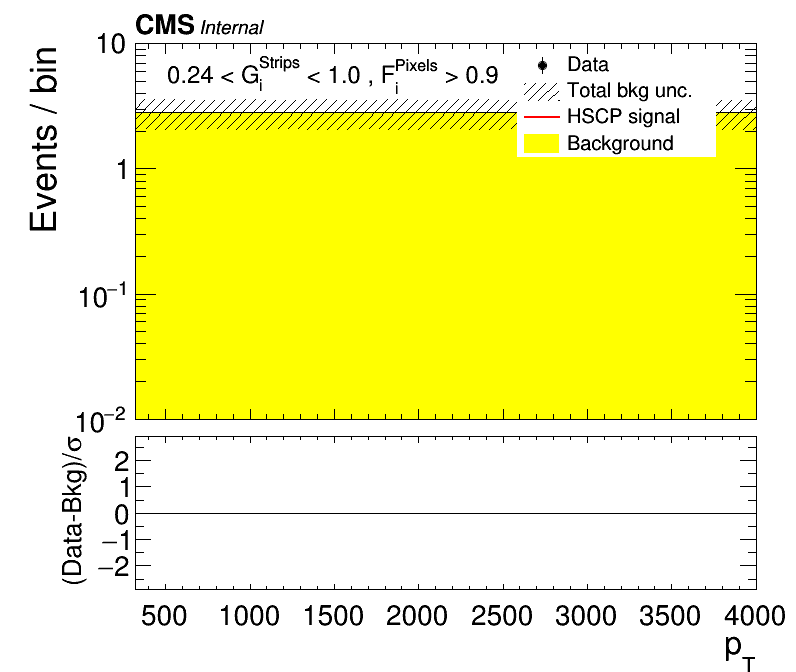 CMS Internal
0.24 < G_i^Strips < 1.0 , F_i^Pixels > 0.9
Data
Total bkg unc.
HSCP signal
Background
Events / bin
10
1
10^−1
10^−2
(Data-Bkg)/σ
2
1
0
−1
−2
500 1000 1500 2000 2500 3000 3500 4000
p_T